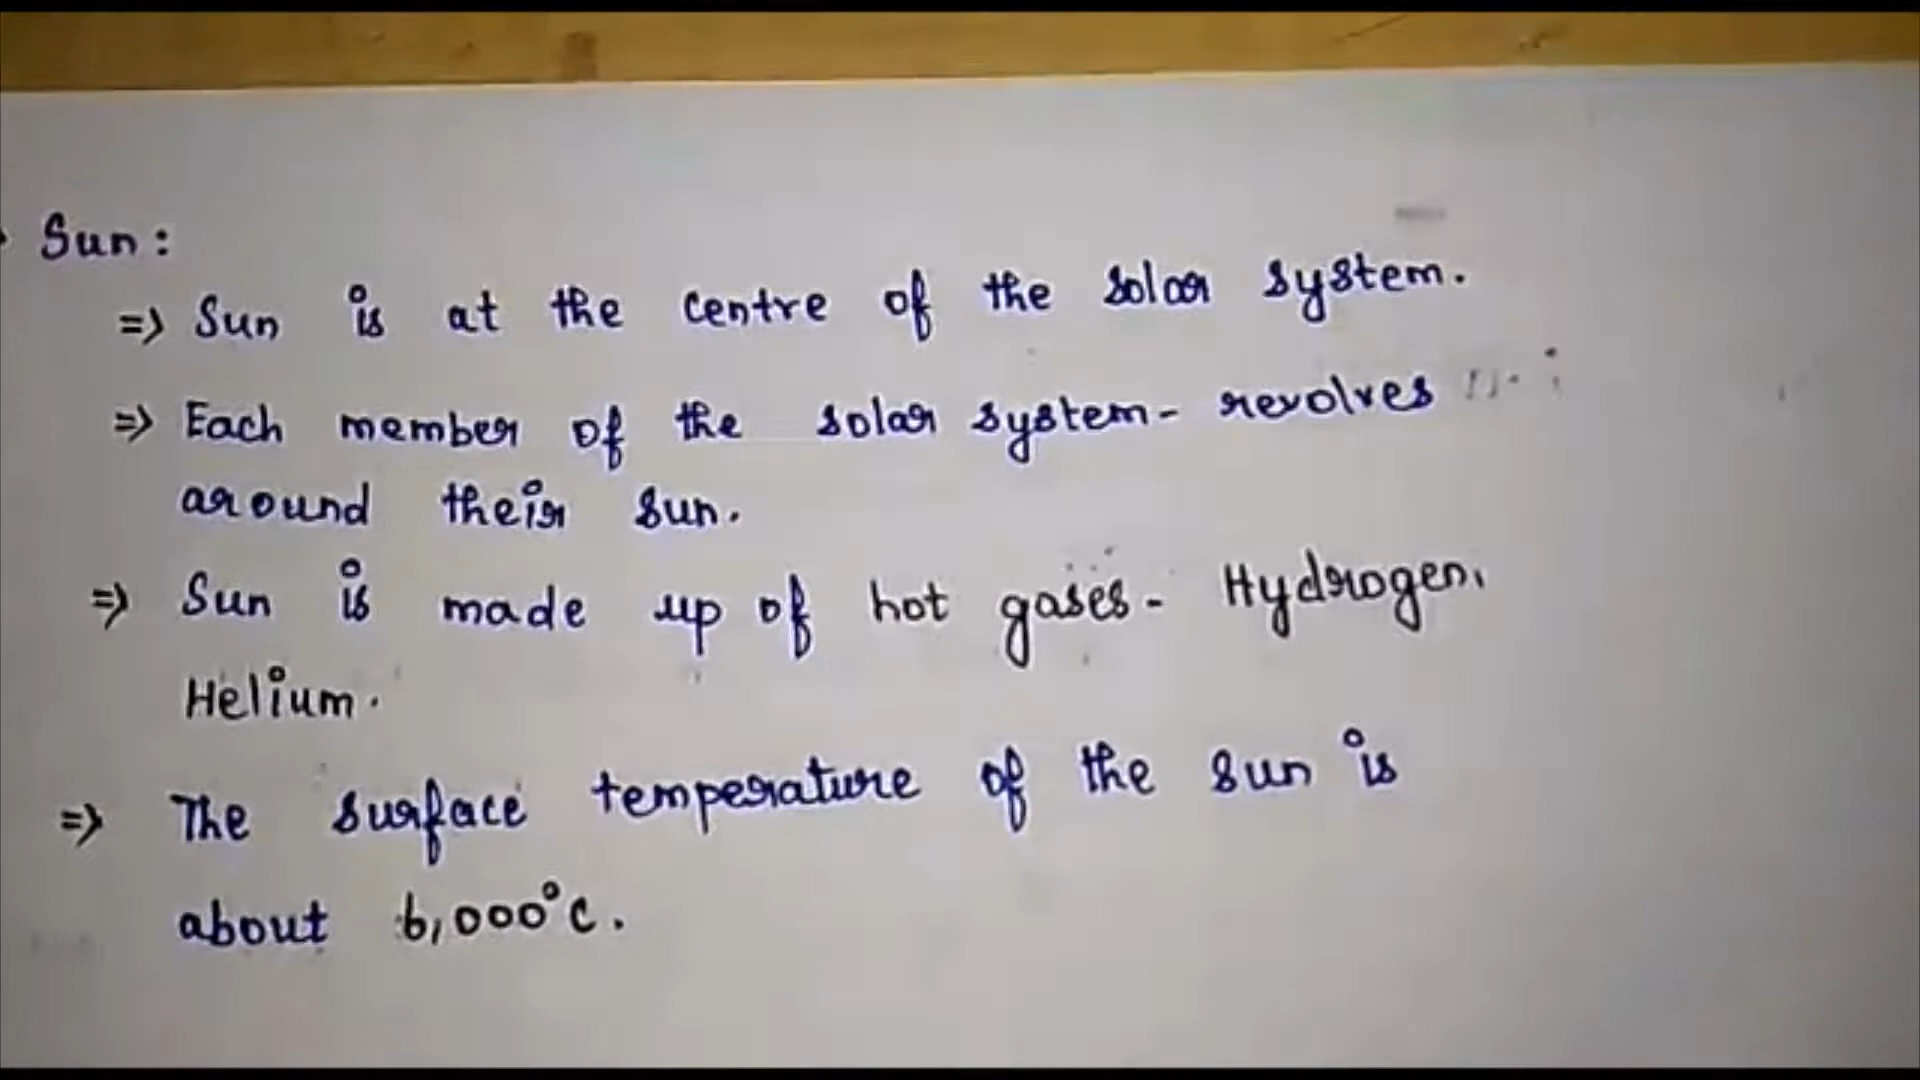 Sun:
=> Sun is at the centre of the solar system.
=> Each member of the solar system- revolves
around their sun.
=> Sun is made up of hot gases- Hydrogen,
Helium.
=> The surface temperature of the sun is
about 6,000°c.